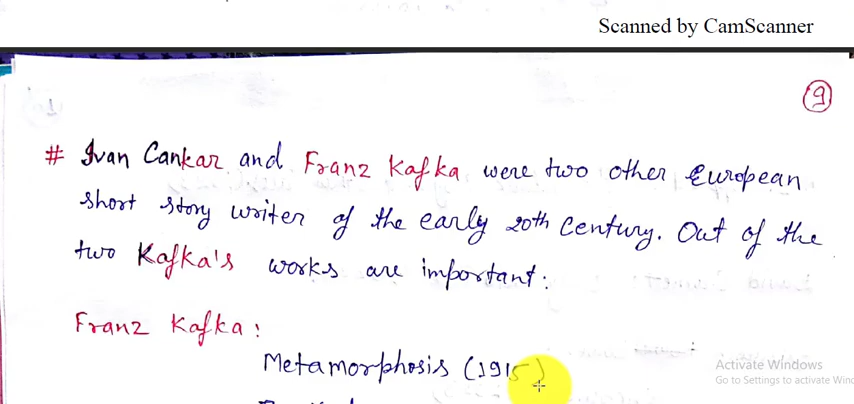 Scanned by CamScanner
9
# Ivan Cankar and Franz Kafka were two other European
short story writer of the early 20th Century. Out of the
two Kafka's works are important:
Franz Kafka:
Metamorphosis (1915)
Activate Windows
Go to Settings to activate Wind